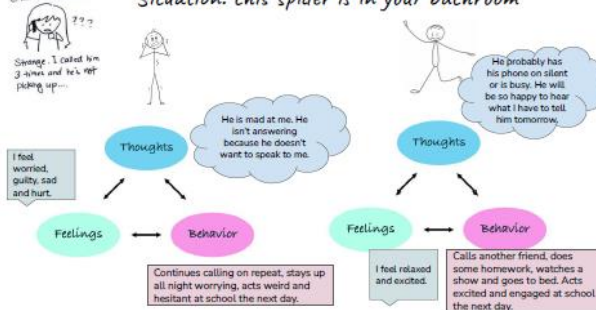 Situation: this spider is in your bathroom
???
Strange. I called him
3 times and he's not
picking up....
He is mad at me. He
isn't answering
because he doesn't
want to speak to me.
Thoughts
I feel
worried,
guilty, sad
and hurt.
Feelings
Behavior
Continues calling on repeat, stays up
all night worrying, acts weird and
hesitant at school the next day.
He probably has
his phone on silent
or is busy. He will
be so happy to hear
what I have to tell
him tomorrow.
Thoughts
Feelings
Behavior
I feel relaxed
and excited.
Calls another friend, does
some homework, watches a
show and goes to bed. Acts
excited and engaged at school
the next day.